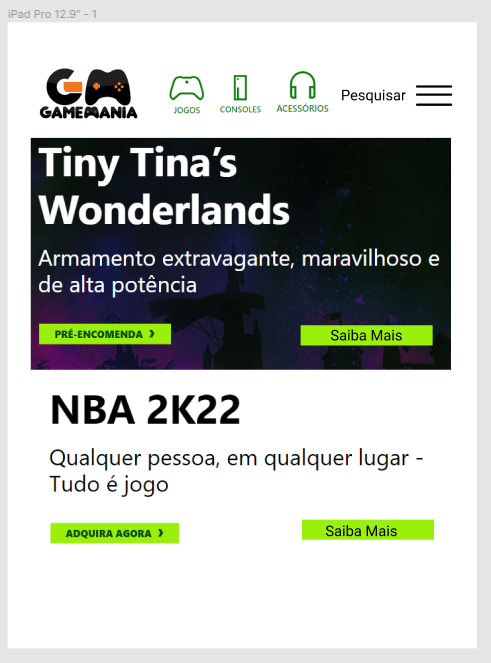 iPad Pro 12.9" - 1
GAMEMANIA
JOGOS
CONSOLES
ACESSÓRIOS
Pesquisar
Tiny Tina’s
Wonderlands
Armamento extravagante, maravilhoso e
de alta potência
PRÉ-ENCOMENDA ›
Saiba Mais
NBA 2K22
Qualquer pessoa, em qualquer lugar -
Tudo é jogo
ADQUIRA AGORA ›
Saiba Mais